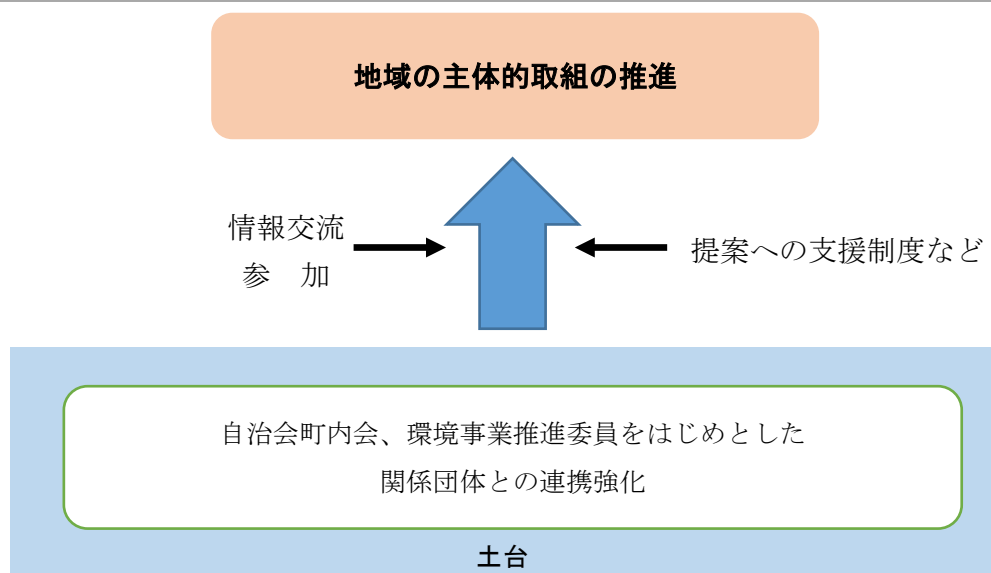 地域の主体的取組の推進
情報交流
参　加
提案への支援制度など
自治会町内会、環境事業推進委員をはじめとした
関係団体との連携強化
土台